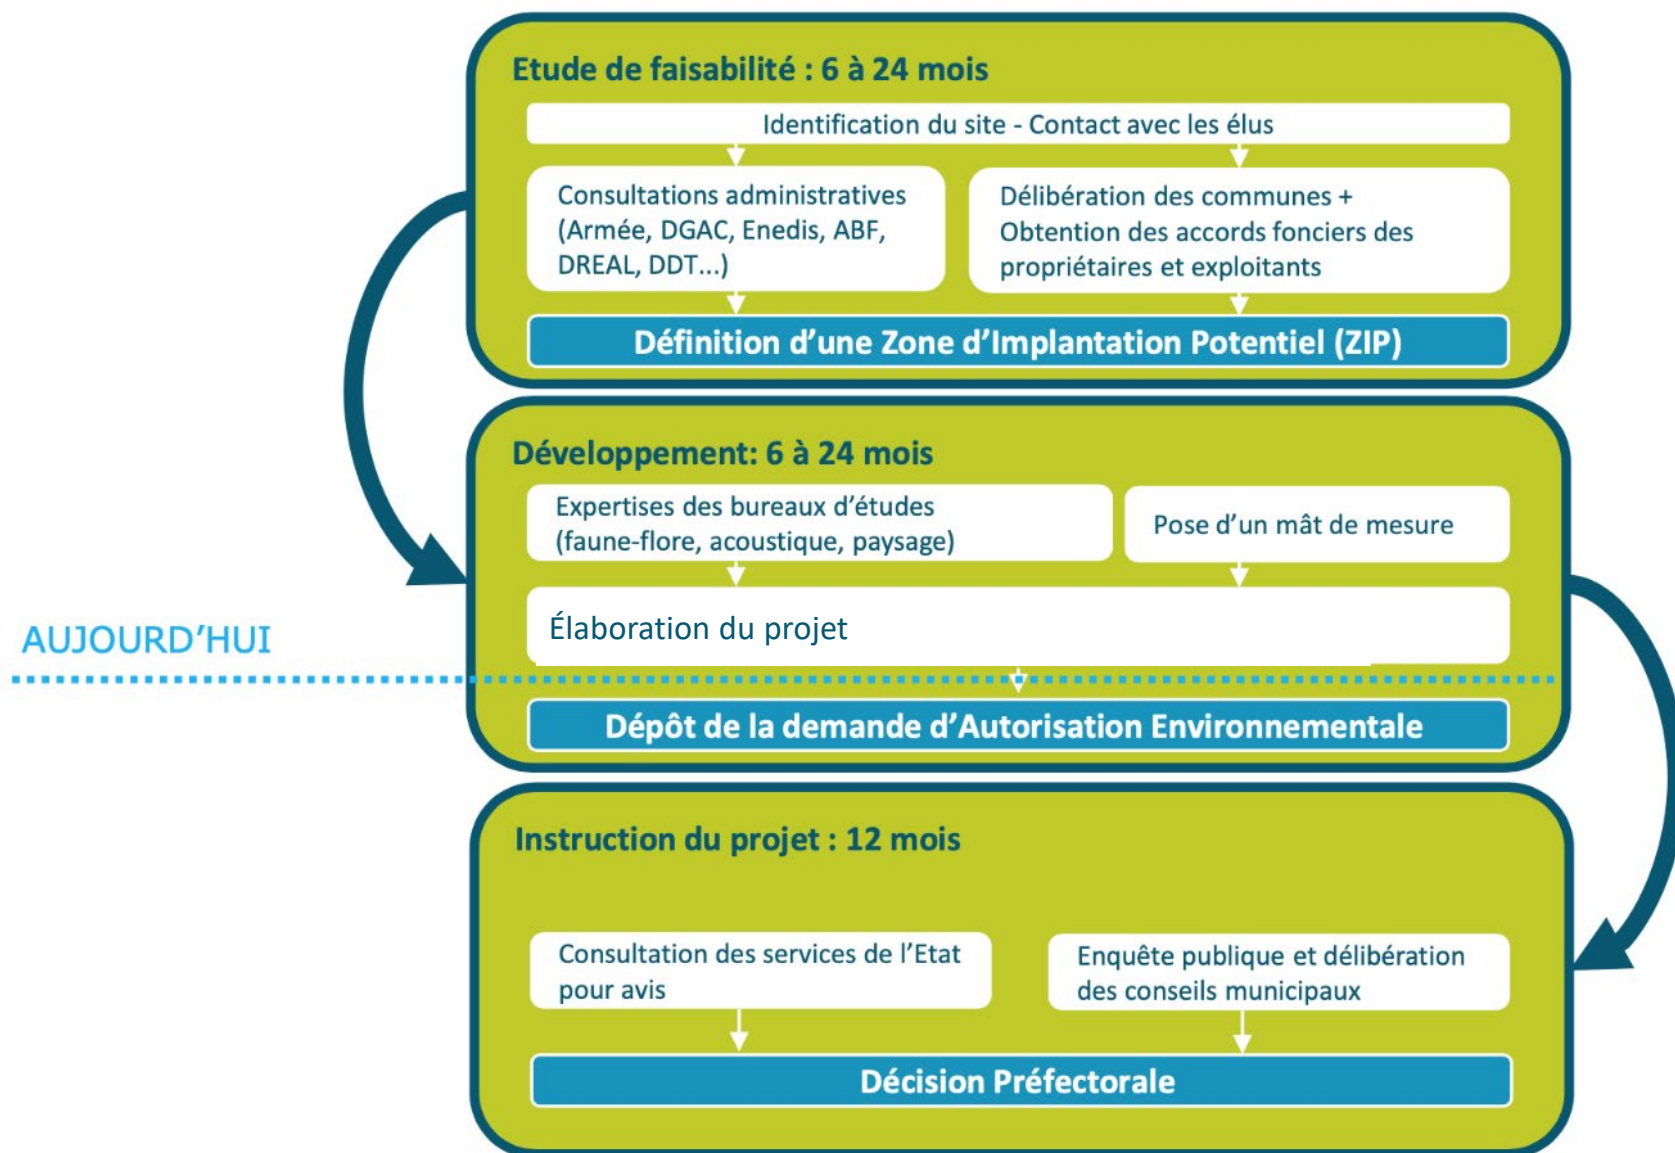 Etude de faisabilité : 6 à 24 mois
Identification du site - Contact avec les élus
Consultations administratives
(Armée, DGAC, Enedis, ABF,
DREAL, DDT...)
Délibération des communes +
Obtention des accords fonciers des
propriétaires et exploitants
Définition d'une Zone d'Implantation Potentiel (ZIP)
Développement: 6 à 24 mois
Expertises des bureaux d'études
(faune-flore, acoustique, paysage)
Pose d'un mât de mesure
Élaboration du projet
AUJOURD'HUI
Dépôt de la demande d'Autorisation Environnementale
Instruction du projet : 12 mois
Consultation des services de l'Etat
pour avis
Enquête publique et délibération
des conseils municipaux
Décision Préfectorale